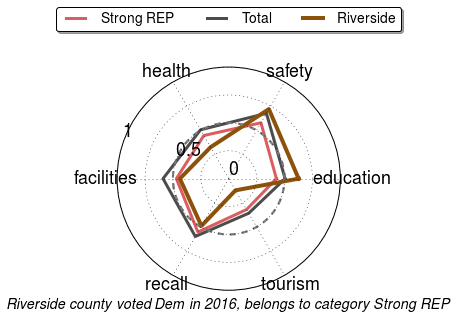 Strong REP Total Riverside
health safety
1
0.5
0
facilities education
recall tourism
Riverside county voted Dem in 2016, belongs to category Strong REP